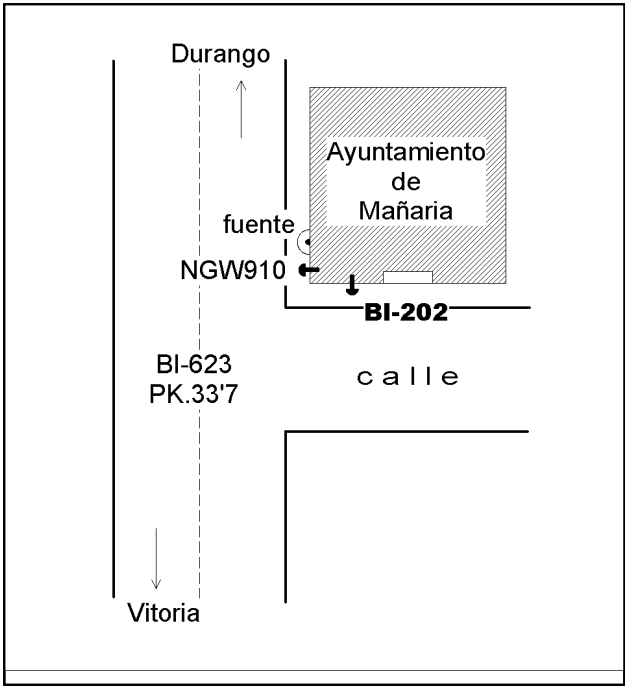 Durango
Ayuntamiento
de
Mañaria
fuente
NGW910
BI-202
BI-623
PK.33'7
calle
Vitoria